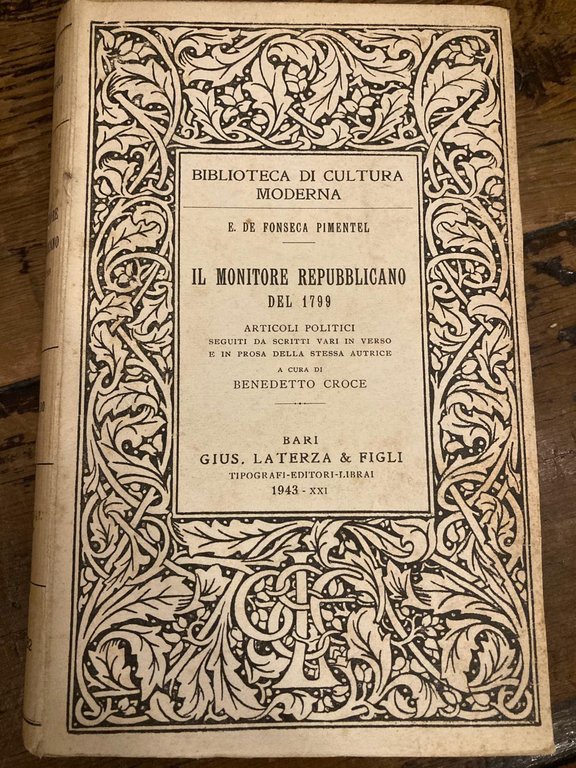 BIBLIOTECA DI CULTURA
MODERNA
E. DE FONSECA PIMENTEL
IL MONITORE REPUBBLICANO
DEL 1799
ARTICOLI POLITICI
SEGUITI DA SCRITTI VARI IN VERSO
E IN PROSA DELLA STESSA AUTRICE
A CURA DI
BENEDETTO CROCE
BARI
GIUS. LATERZA & FIGLI
TIPOGRAFI-EDITORI-LIBRAI
1943 - XXI